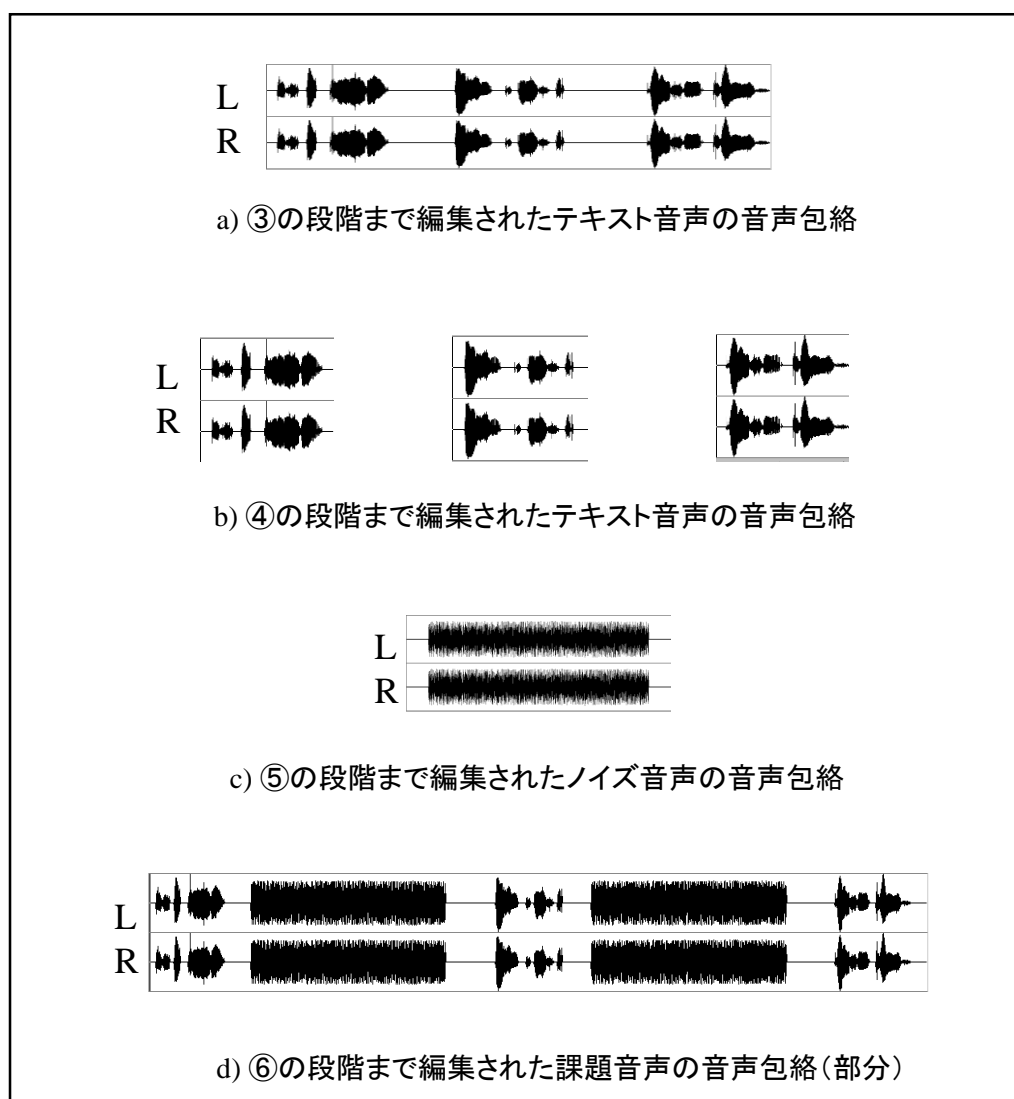 L
R
a) ③の段階まで編集されたテキスト音声の音声包絡
L
R
b) ④の段階まで編集されたテキスト音声の音声包絡
L
R
c) ⑤の段階まで編集されたノイズ音声の音声包絡
L
R
d) ⑥の段階まで編集された課題音声の音声包絡(部分)